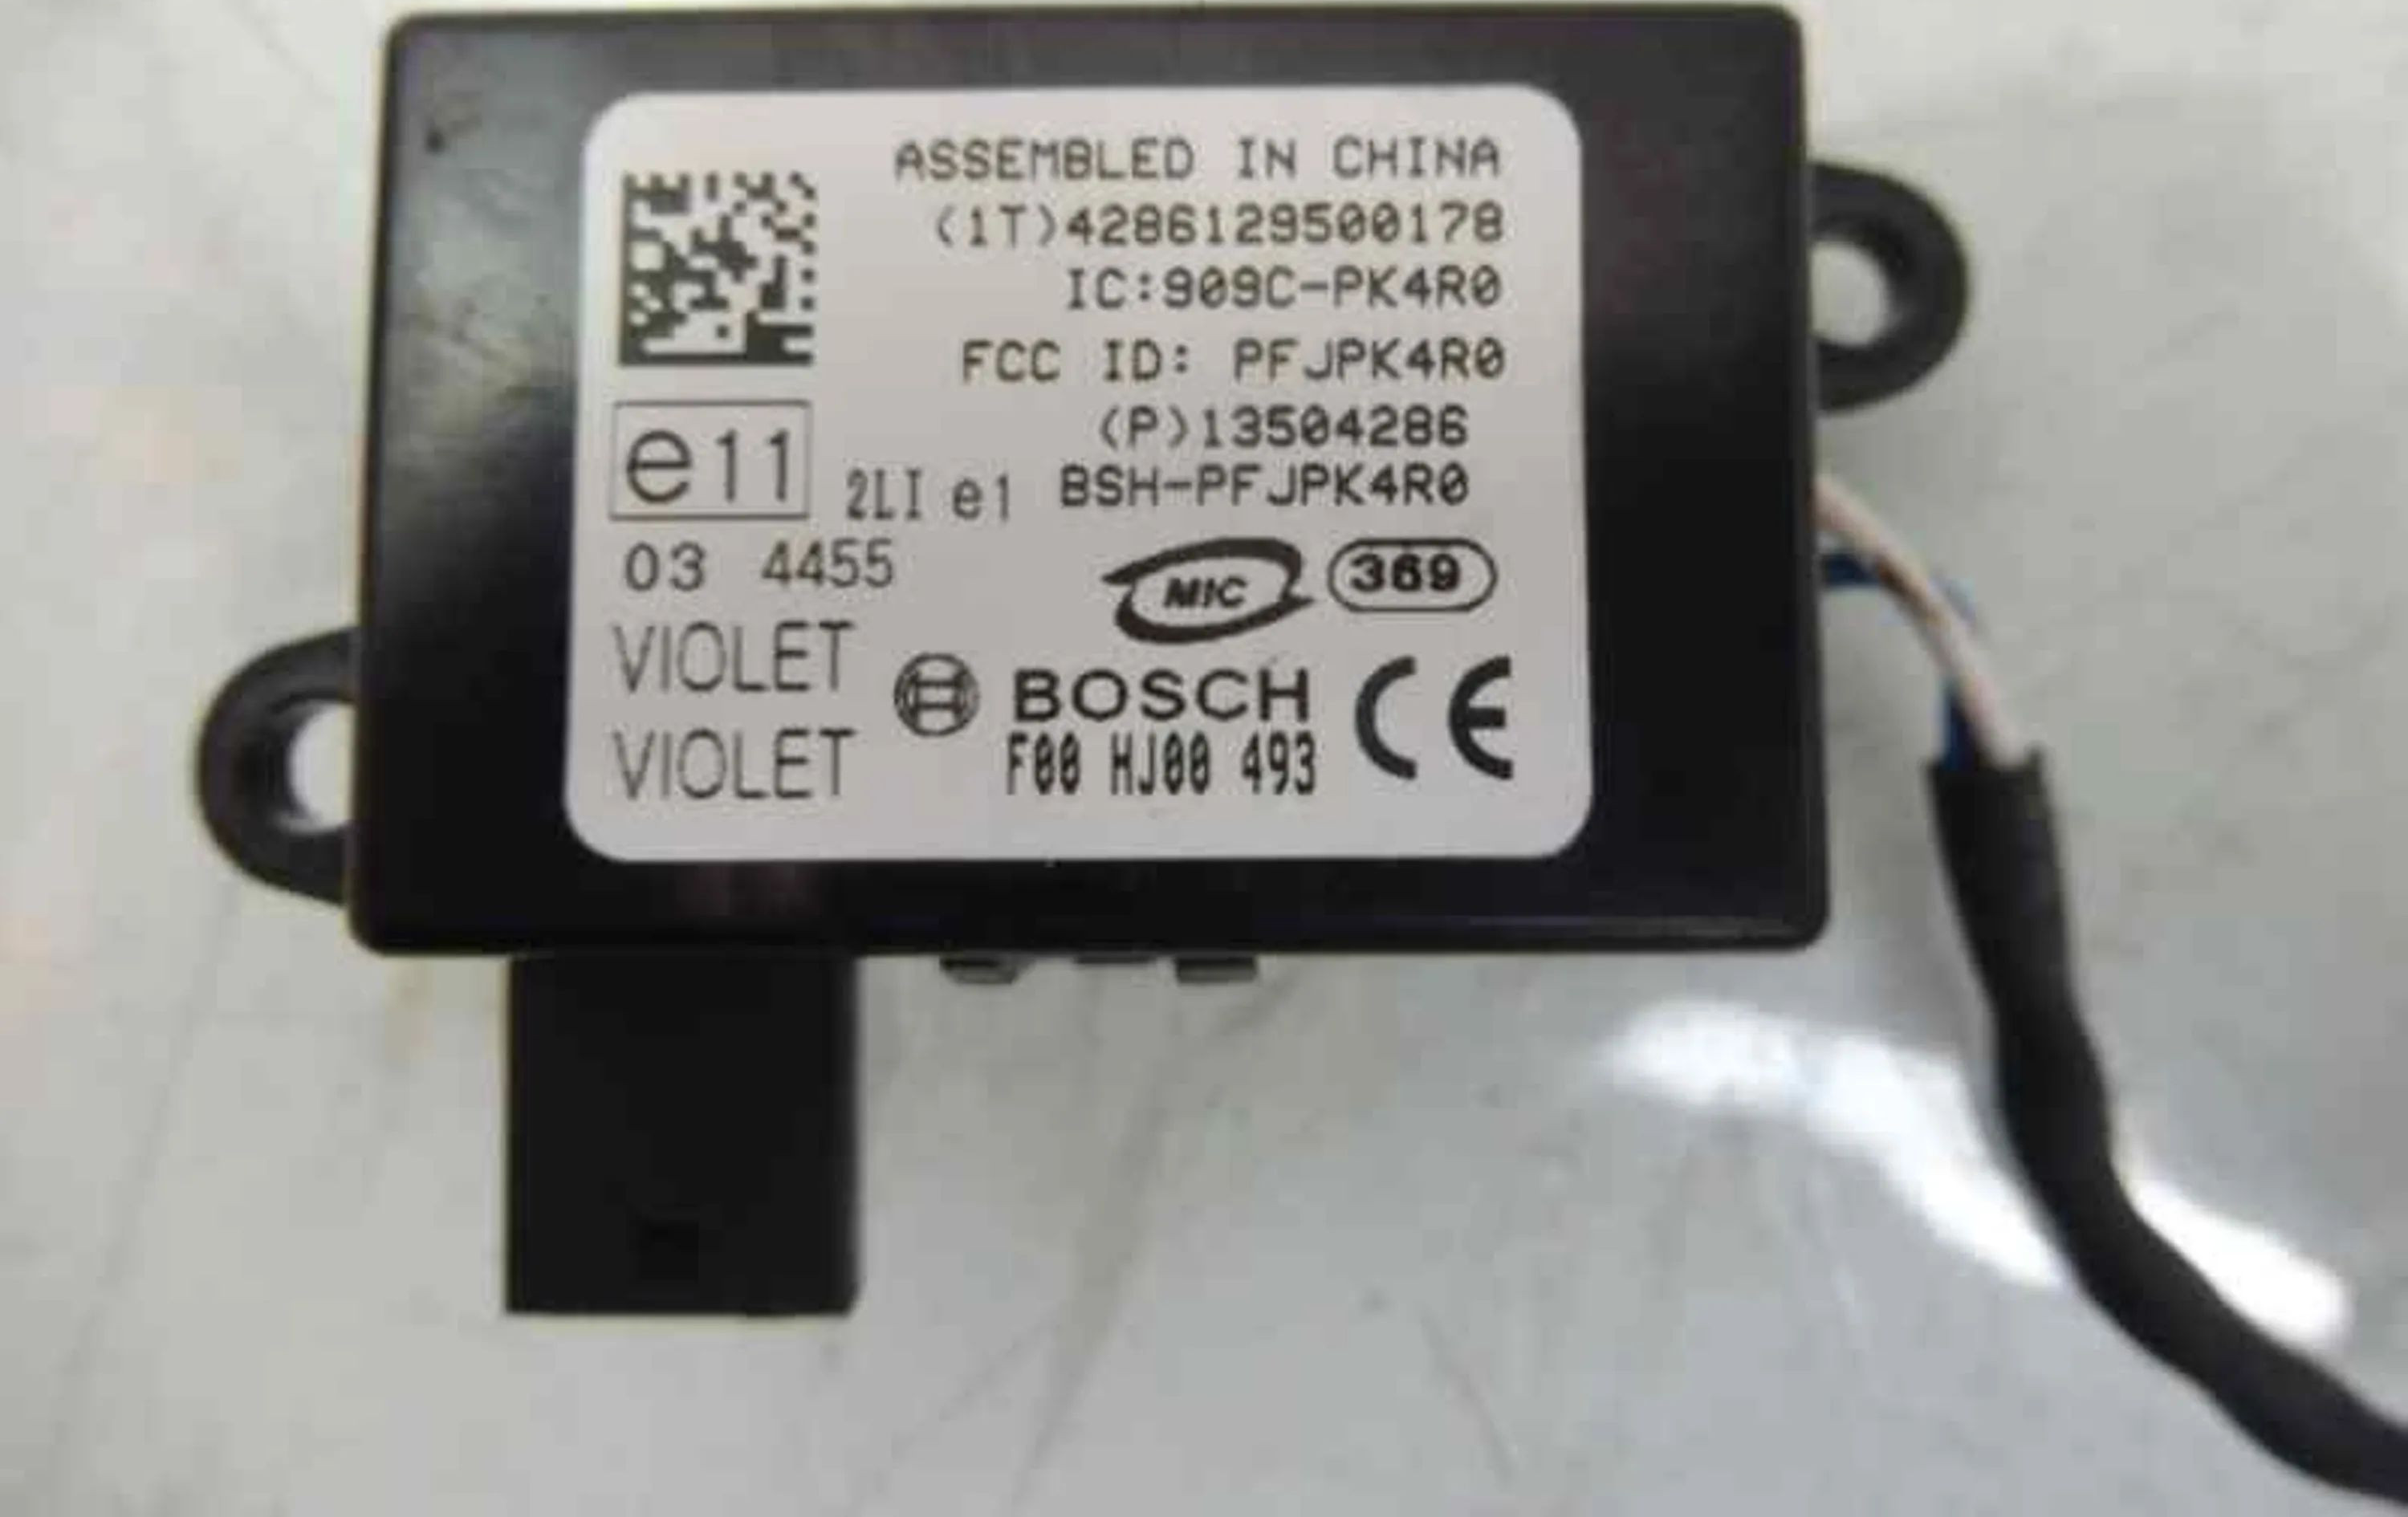 ASSEMBLED IN CHINA
(1T)4286129500178
IC:909C-PK4R0
FCC ID: PFJPK4R0
(P)13504286
e11 2LI e1 BSH-PFJPK4R0
03 4455
MIC 369
VIOLET
BOSCH CE
VIOLET
F00 HJ00 493